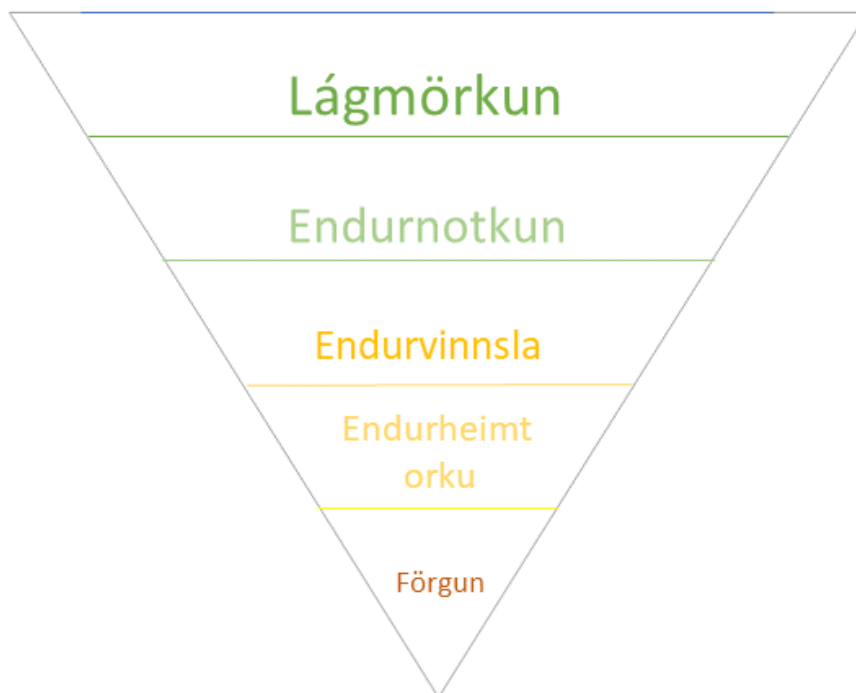 Lágmörkun
Endurnotkun
Endurvinnsla
Endurheimt
orku
Förgun